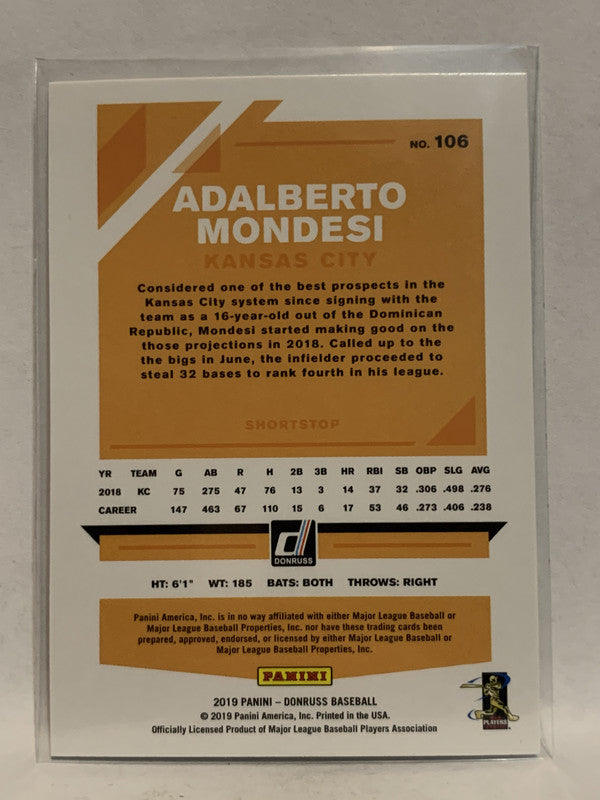 NO. 106
ADALBERTO
MONDESI
KANSAS CITY
Considered one of the best prospects in the
Kansas City system since signing with the
team as a 16-year-old out of the Dominican
Republic, Mondesi started making good on the
those projections in 2018. Called up to the
the bigs in June, the infielder proceeded to
steal 32 bases to rank fourth in his league.
SHORTSTOP
YR TEAM G AB R H 2B 3B HR RBI SB OBP SLG AVG
2018 KC 75 275 47 76 13 3 14 37 32 .306 .498 .276
CAREER 147 463 67 110 15 6 17 53 46 .273 .406 .238
DONRUSS
HT: 6'1" WT: 185 BATS: BOTH THROWS: RIGHT
Panini America, Inc. is in no way affiliated with either Major League Baseball or
Major League Baseball Properties, Inc. nor have these trading cards been
prepared, approved, endorsed, or licensed by either Major League Baseball or
Major League Baseball Properties, Inc.
PANINI
2019 PANINI – DONRUSS BASEBALL
© 2019 Panini America, Inc. Printed in the USA.
Officially Licensed Product of Major League Baseball Players Association
PLAYERS